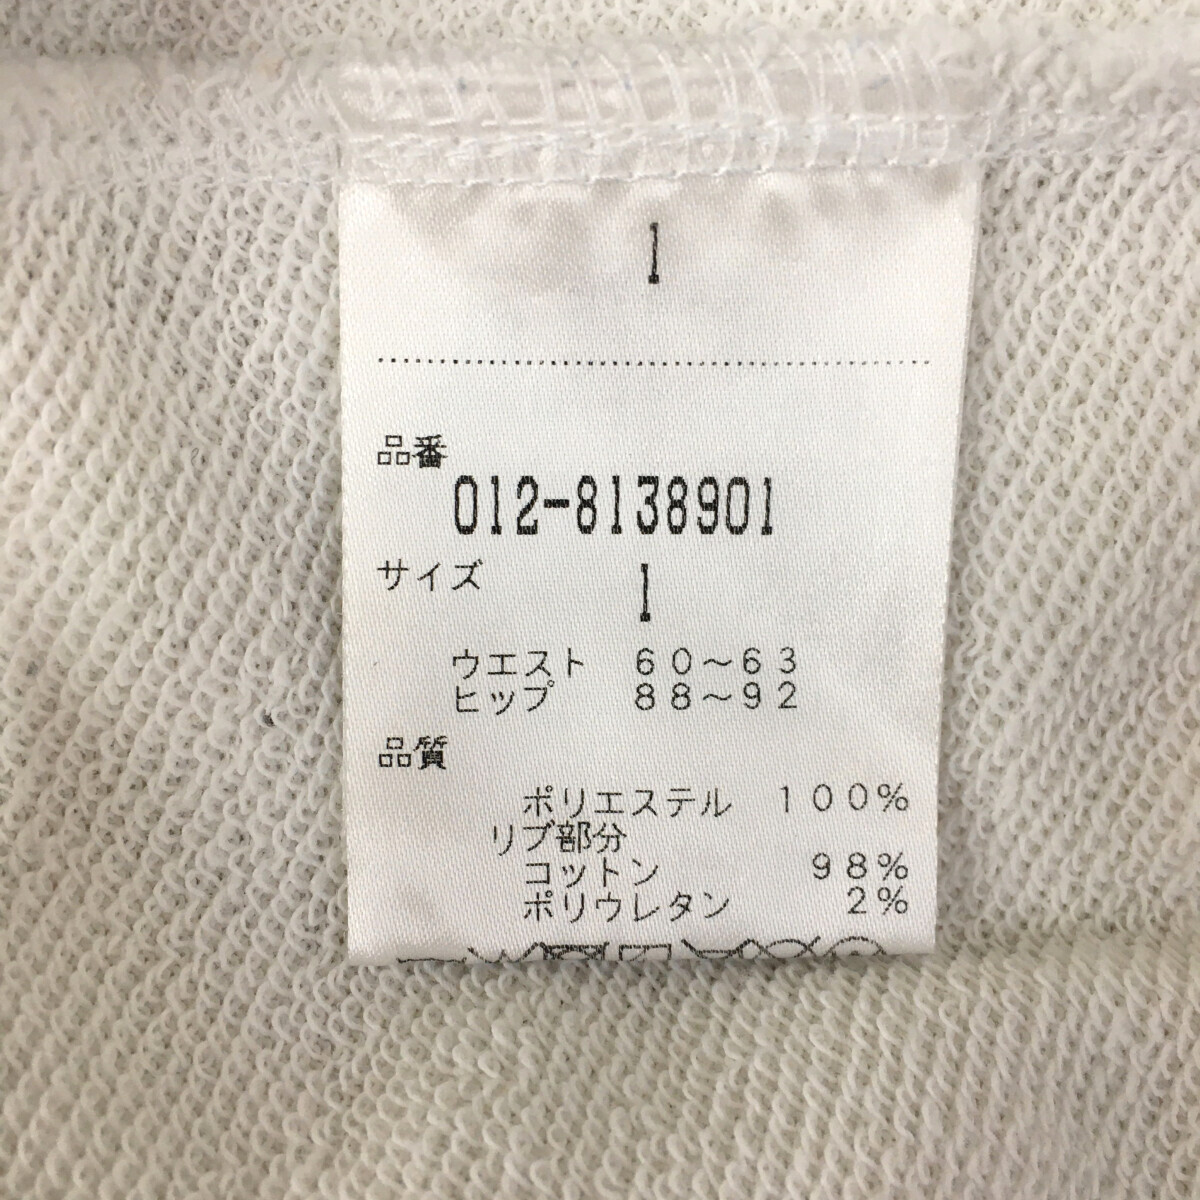 1
品番
012-8138901
サイズ 1
ウエスト 60～63
ヒップ 88～92
品質
ポリエステル 100%
リブ部分
コットン 98%
ポリウレタン 2%